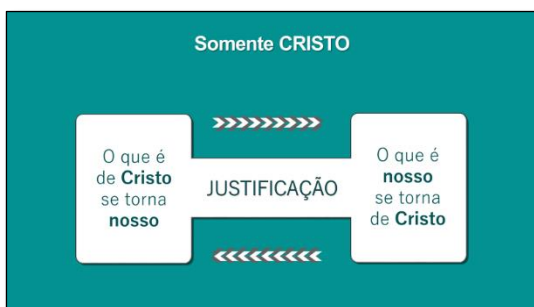 Somente CRISTO
O que é
de Cristo
se torna
nosso
JUSTIFICAÇÃO
O que é
nosso
se torna
de Cristo